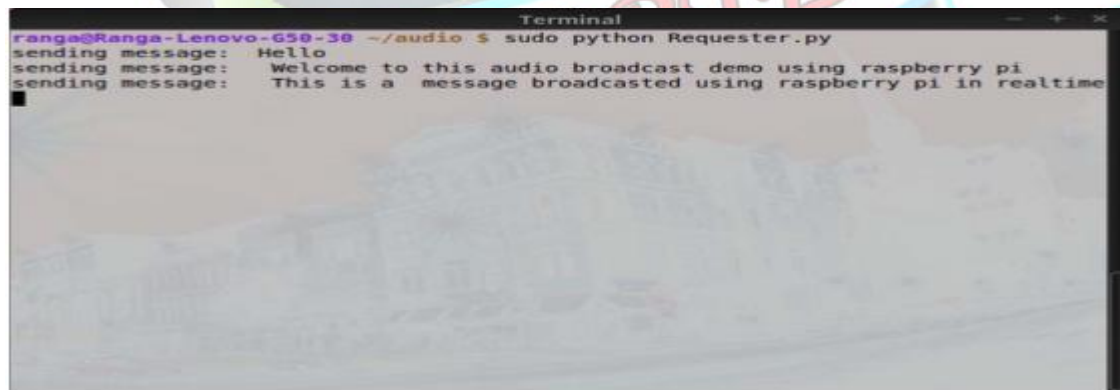 Terminal
ranga@Ranga-Lenovo-G50-30 ~/audio $ sudo python Requester.py
sending message:  Hello
sending message:   Welcome to this audio broadcast demo using raspberry pi
sending message:   This is a  message broadcasted using raspberry pi in realtime